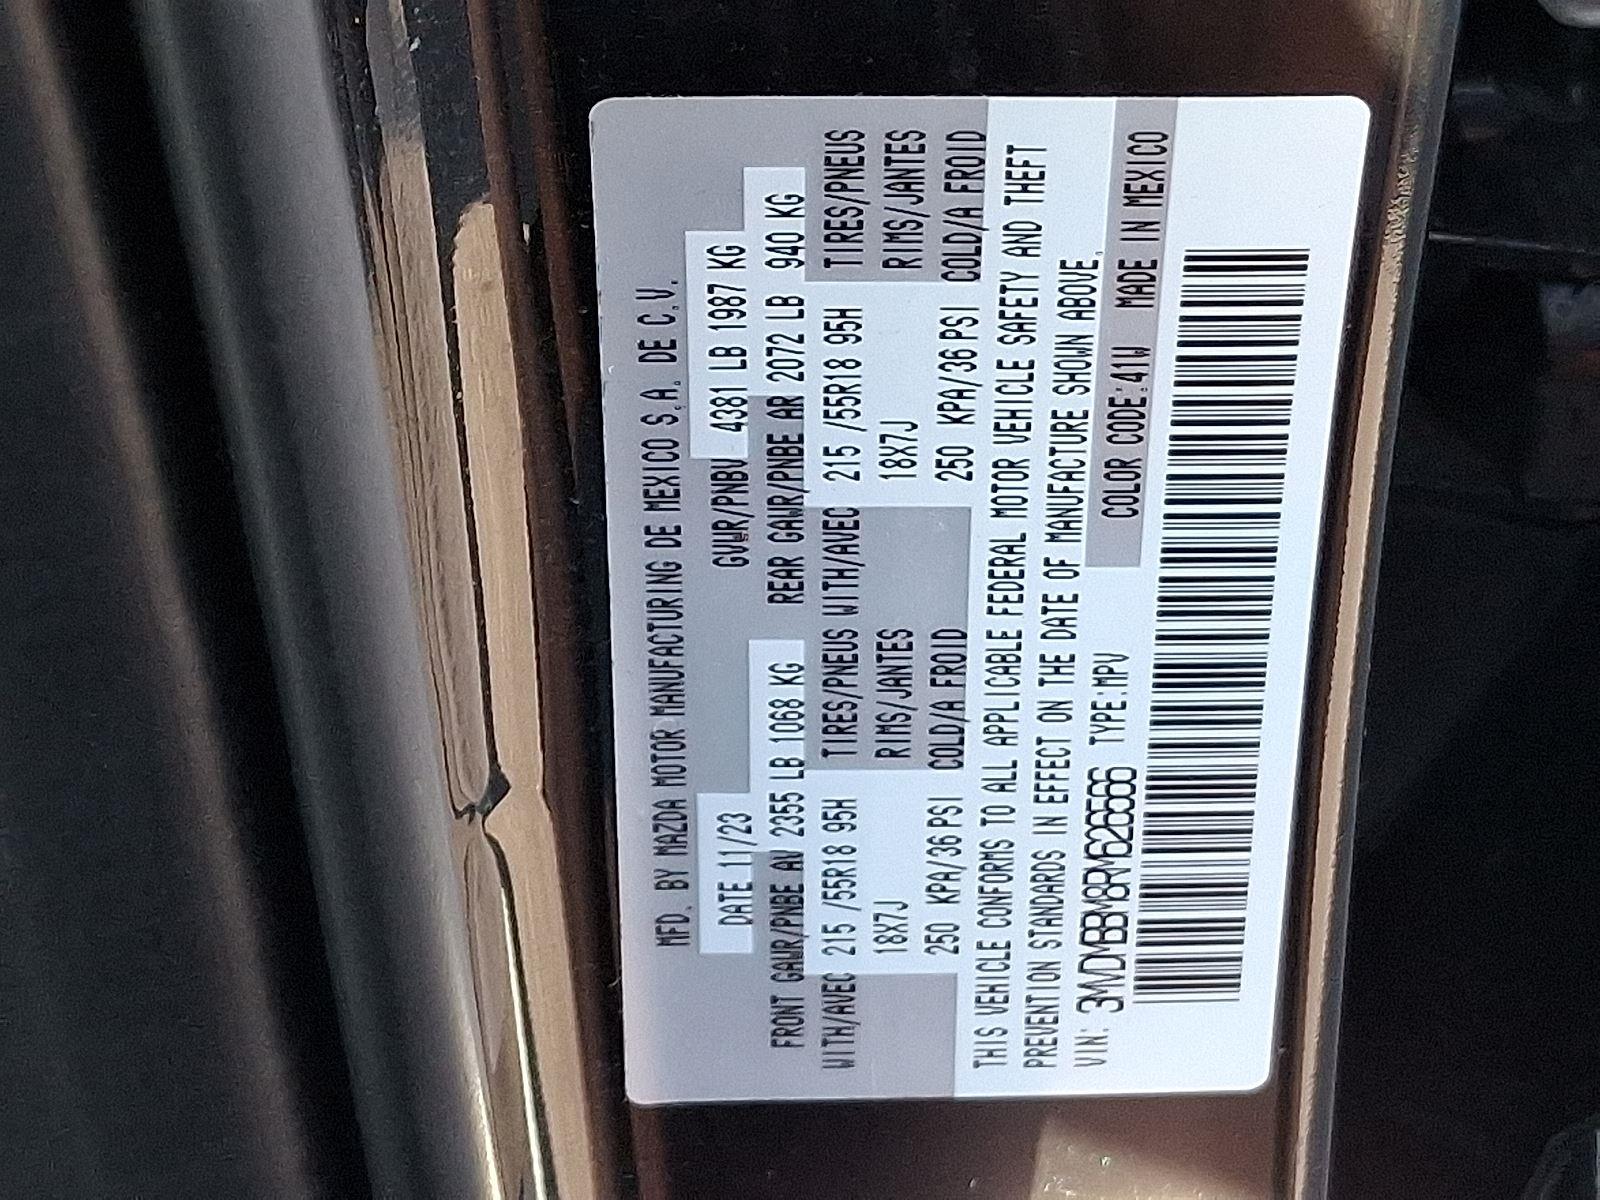 MFD. BY MAZDA MOTOR MANUFACTURING DE MEXICO S.A. DE C.V.
DATE 11/23 GVWR/PNBV 4381 LB 1987 KG
FRONT GAWR/PNBE AV 2355 LB 1068 KG REAR GAWR/PNBE AR 2072 LB 940 KG
WITH/AVEC 215 /55R18 95H TIRES/PNEUS WITH/AVEC 215 /55R18 95H TIRES/PNEUS
18X7J RIMS/JANTES 18X7J RIMS/JANTES
250 KPA/36 PSI COLD/A FROID 250 KPA/36 PSI COLD/A FROID
THIS VEHICLE CONFORMS TO ALL APPLICABLE FEDERAL MOTOR VEHICLE SAFETY AND THEFT
PREVENTION STANDARDS IN EFFECT ON THE DATE OF MANUFACTURE SHOWN ABOVE.
VIN: TYPE:MPV COLOR CODE:41W MADE IN MEXICO